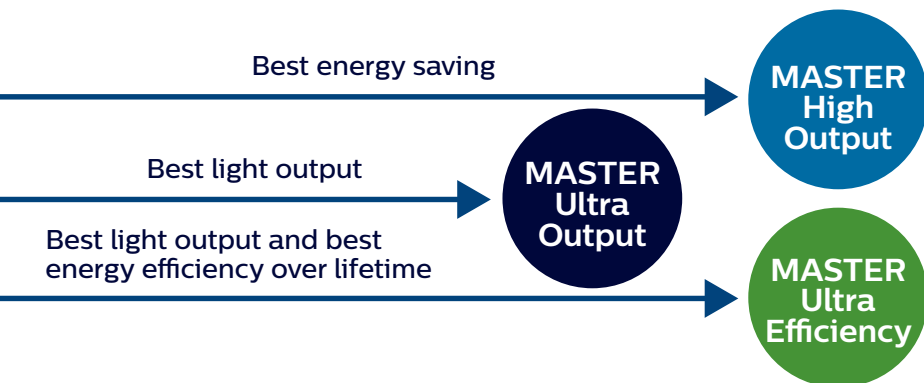 Best energy saving
MASTER
High
Output
Best light output
MASTER
Ultra
Output
Best light output and best
energy efficiency over lifetime
MASTER
Ultra
Efficiency